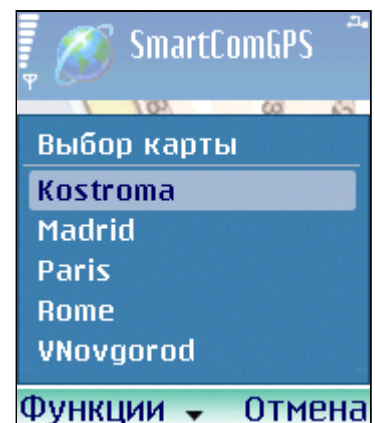 SmartComGPS
Выбор карты
Kostroma
Madrid
Paris
Rome
VNovgorod
Функции Отмена